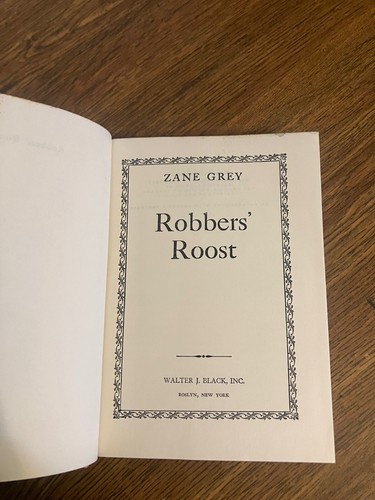 ZANE GREY
Robbers'
Roost
WALTER J. BLACK, INC.
ROSLYN, NEW YORK